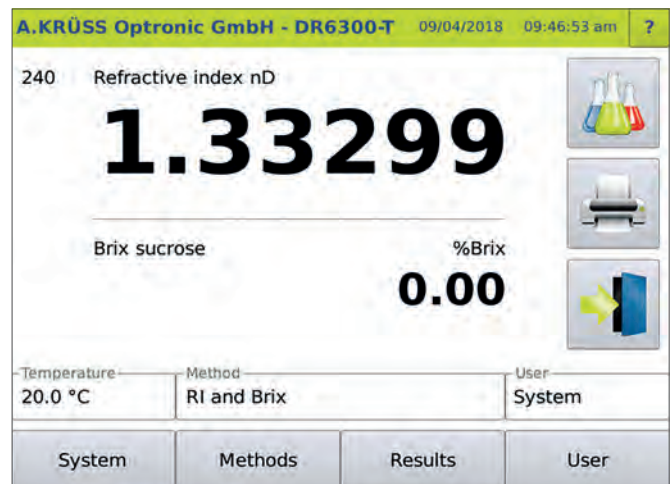 A.KRÜSS Optronic GmbH - DR6300-T 09/04/2018 09:46:53 am ?
240 Refractive index nD
1.33299
Brix sucrose %Brix
0.00
Temperature Method User
20.0 °C RI and Brix System
System Methods Results User